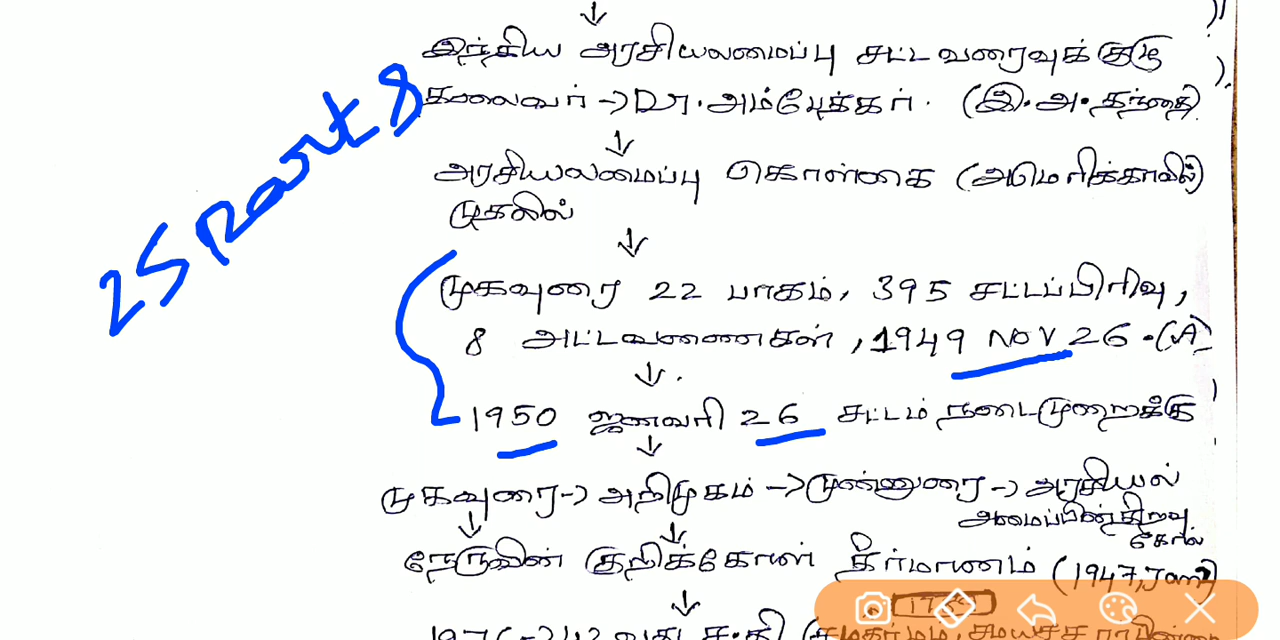 இந்திய அரசியலமைப்பு சட்ட வரைவுக் குழு
தலைவர் → Dr. அம்பேத்கர். (இ.அ. தந்தை)
25 Part 8
அரசியலமைப்பு கொள்கை (அமெரிக்காவில்)
முதலில்
முகவுரை 22 பாகம், 395 சட்டப்பிரிவு,
8 அட்டவணைகள், 1949 NOV 26.(A)
1950 ஜனவரி 26 சட்டம் நடைமுறைக்கு
முகவுரை → அறிமுகம் → முன்னுரை → அரசியல்
அமைப்பின் திறவு
கோல்
நேருவின் குறிக்கோள் தீர்மானம் (1947, Jan